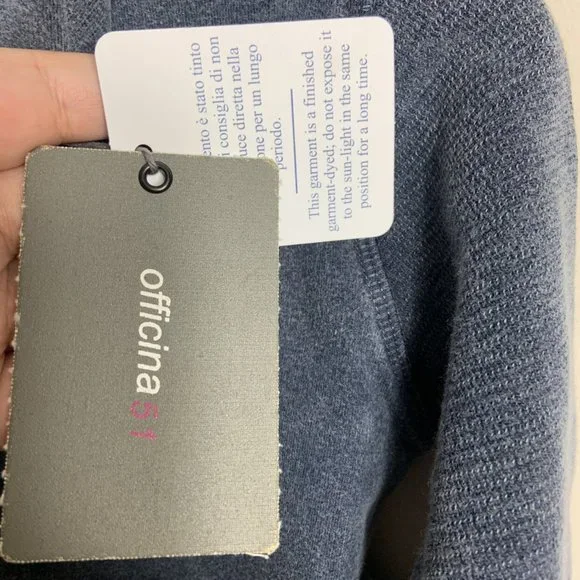 ento è stato tinto
i consiglia di non
uce diretta nella
one per un lungo
periodo.
This garment is a finished
garment-dyed; do not expose it
to the sun-light in the same
position for a long time.
officina 51